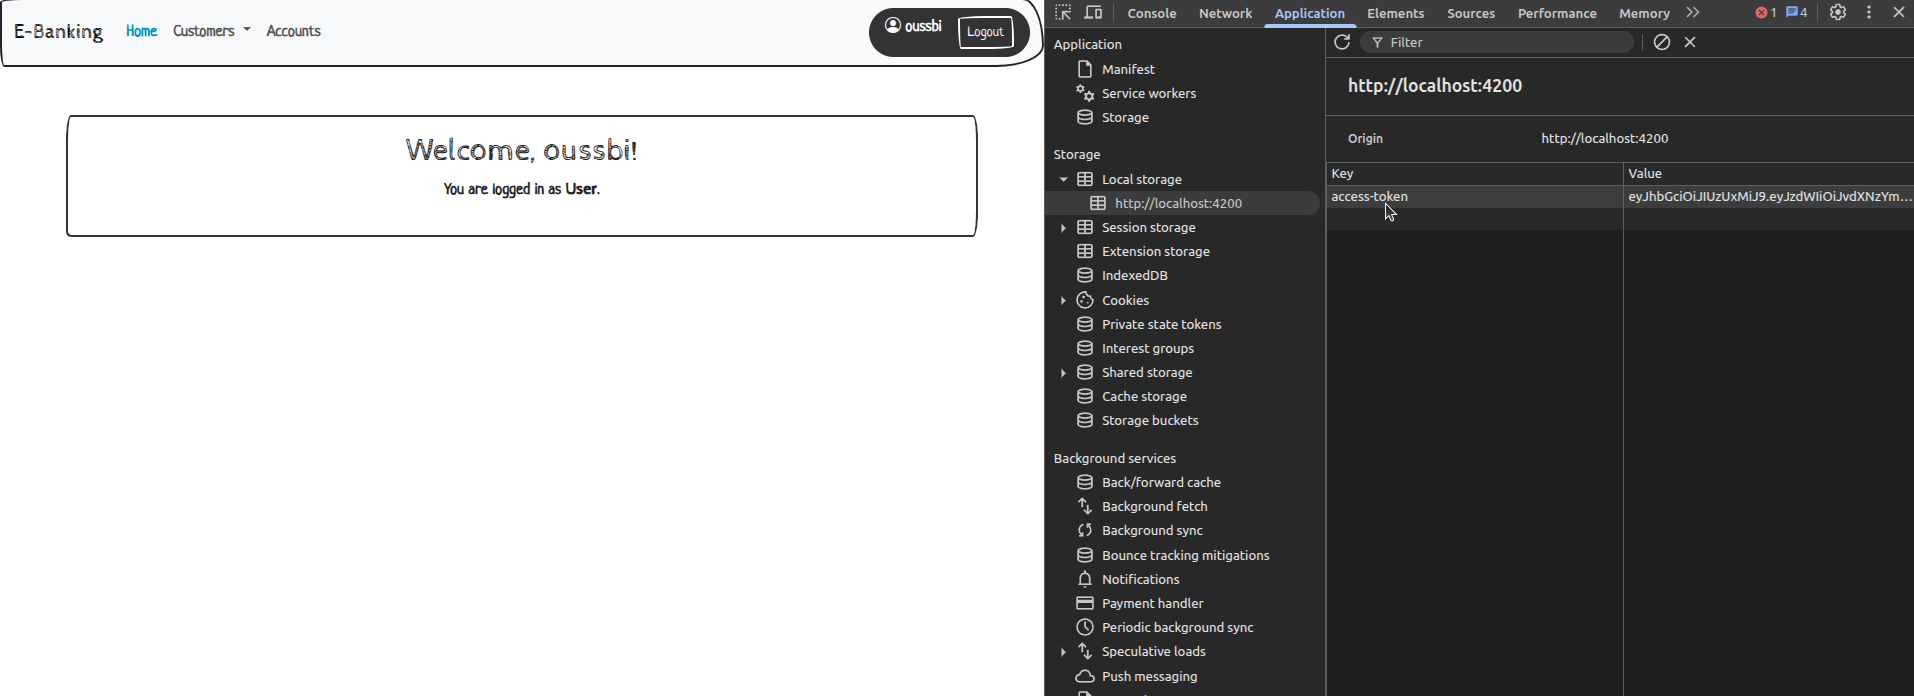 E-Banking Home Customers Accounts oussbi Logout
Welcome, oussbi!
You are logged in as User.
Console Network Application Elements Sources Performance Memory 1 4
Application
Manifest
Service workers
Storage
Storage
Local storage
http://localhost:4200
Session storage
Extension storage
IndexedDB
Cookies
Private state tokens
Interest groups
Shared storage
Cache storage
Storage buckets
Background services
Back/forward cache
Background fetch
Background sync
Bounce tracking mitigations
Notifications
Payment handler
Periodic background sync
Speculative loads
Push messaging
Filter
http://localhost:4200
Origin http://localhost:4200
Key Value
access-token eyJhbGciOiJIUzUxMiJ9.eyJzdWIiOiJvdXNzYm...